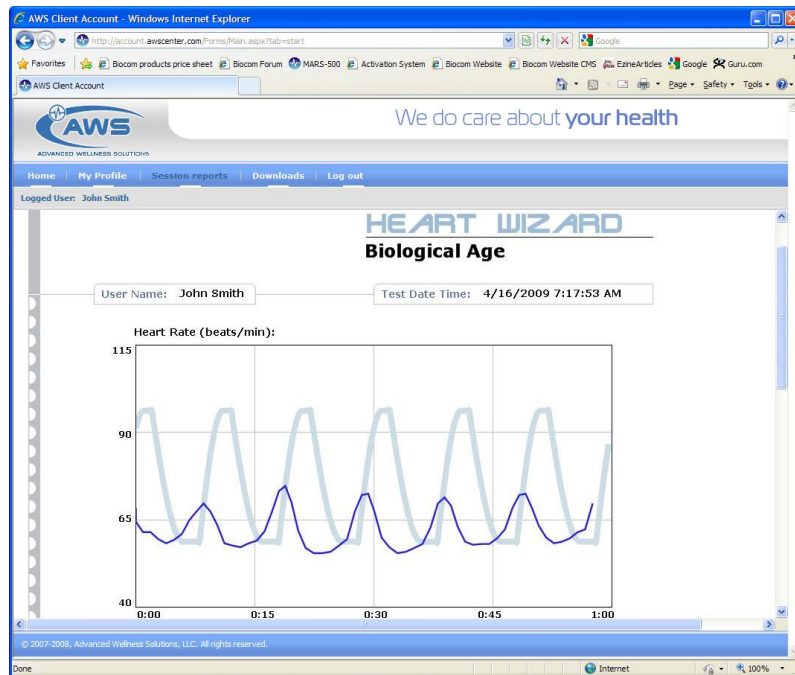 AWS Client Account - Windows Internet Explorer
http://account.awscenter.com/Forms/Main.aspx?tab=start
Google
Favorites Biocom products price sheet Biocom Forum MARS-500 Activation System Biocom Website Biocom Website CMS EzineArticles Google Guru.com
AWS Client Account
Page Safety Tools
AWS
ADVANCED WELLNESS SOLUTIONS
We do care about your health
Home My Profile Session reports Downloads Log out
Logged User: John Smith
HEART WIZARD
Biological Age
User Name: John Smith Test Date Time: 4/16/2009 7:17:53 AM
Heart Rate (beats/min):
115
90
65
40
0:00 0:15 0:30 0:45 1:00
© 2007-2008, Advanced Wellness Solutions, LLC. All rights reserved.
Done Internet 100%